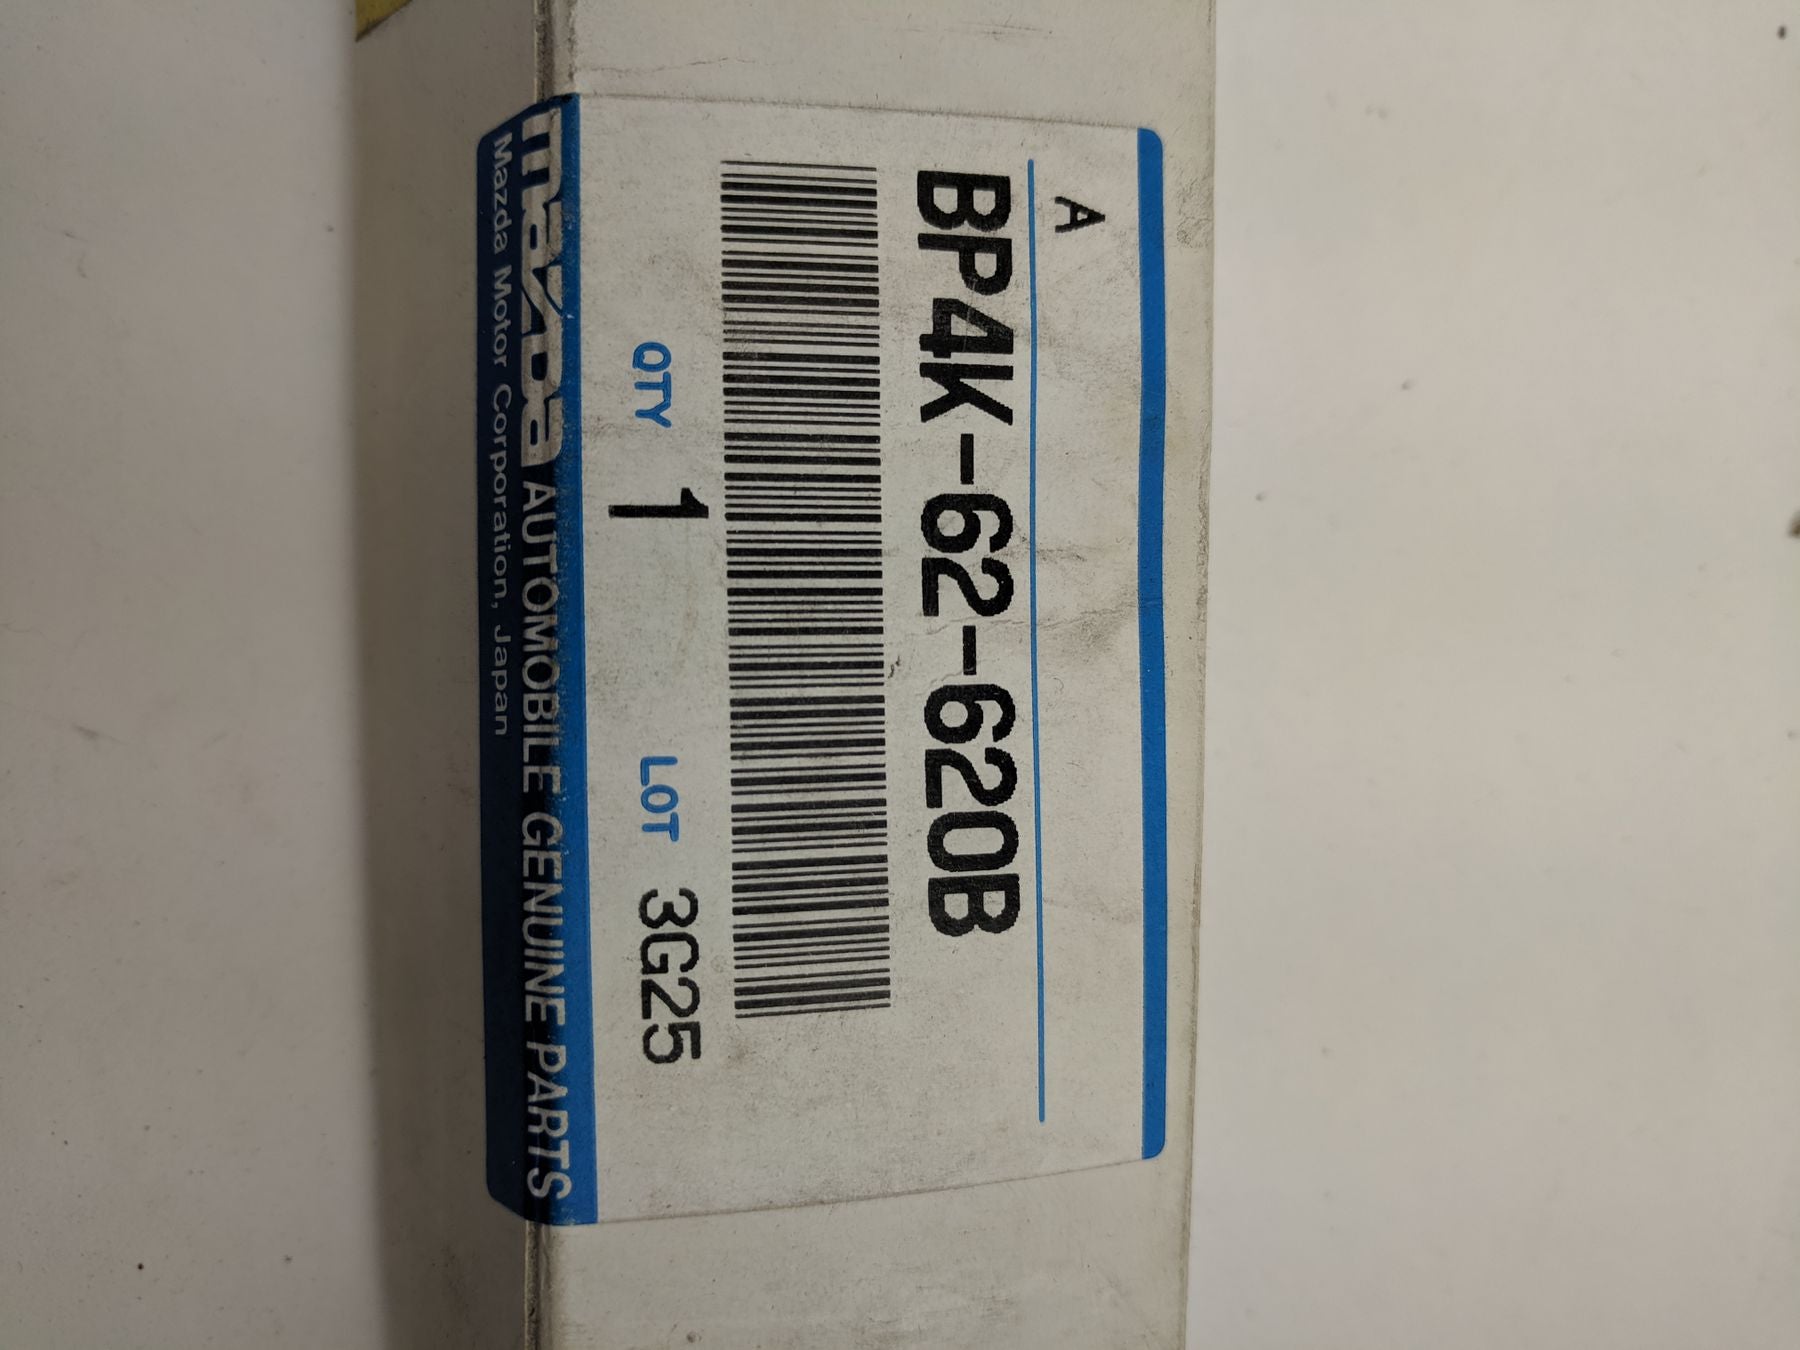 A
BP4K-62-620B
QTY 1 LOT 3G25
mazda AUTOMOBILE GENUINE PARTS
Mazda Motor Corporation, Japan